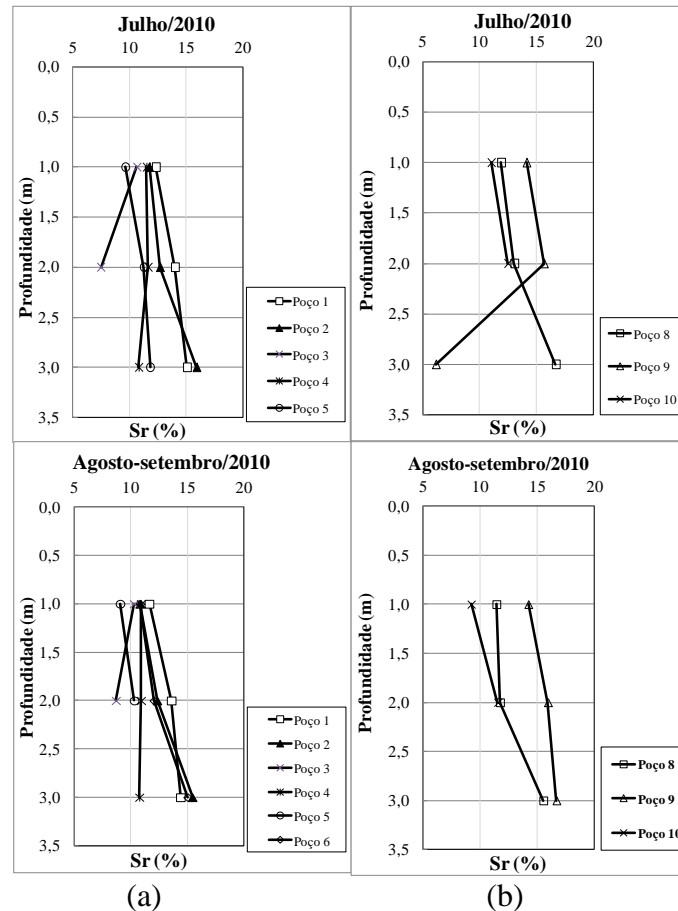 Julho/2010
5 10 15 20
0,0
0,5
1,0
1,5
2,0
2,5
3,0
3,5
Profundidade (m)
Poço 1
Poço 2
Poço 3
Poço 4
Poço 5
Sr (%)
Julho/2010
5 10 15 20
0,0
0,5
1,0
1,5
2,0
2,5
3,0
3,5
Profundidade (m)
Poço 8
Poço 9
Poço 10
Sr (%)
Agosto-setembro/2010
5 10 15 20
0,0
0,5
1,0
1,5
2,0
2,5
3,0
3,5
Profundidade (m)
Poço 1
Poço 2
Poço 3
Poço 4
Poço 5
Poço 6
Sr (%)
Agosto-setembro/2010
5 10 15 20
0,0
0,5
1,0
1,5
2,0
2,5
3,0
3,5
Profundidade (m)
Poço 8
Poço 9
Poço 10
Sr (%)
(a) (b)